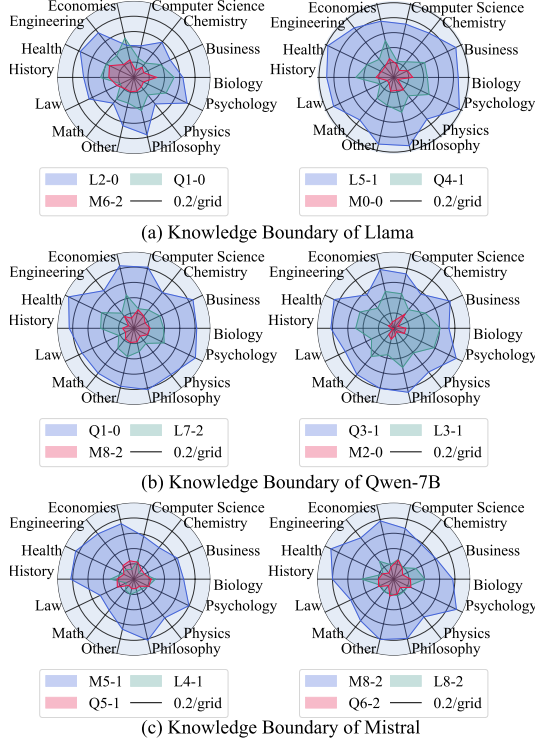 Economics Computer Science
Engineering Chemistry
Health Business
History Biology
Law Psychology
Math Physics
Other Philosophy
L2-0 Q1-0
M6-2 0.2/grid
Economics Computer Science
Engineering Chemistry
Health Business
History Biology
Law Psychology
Math Physics
Other Philosophy
L5-1 Q4-1
M0-0 0.2/grid
(a) Knowledge Boundary of Llama
Economics Computer Science
Engineering Chemistry
Health Business
History Biology
Law Psychology
Math Physics
Other Philosophy
Q1-0 L7-2
M8-2 0.2/grid
Economics Computer Science
Engineering Chemistry
Health Business
History Biology
Law Psychology
Math Physics
Other Philosophy
Q3-1 L3-1
M2-0 0.2/grid
(b) Knowledge Boundary of Qwen-7B
Economics Computer Science
Engineering Chemistry
Health Business
History Biology
Law Psychology
Math Physics
Other Philosophy
M5-1 L4-1
Q5-1 0.2/grid
Economics Computer Science
Engineering Chemistry
Health Business
History Biology
Law Psychology
Math Physics
Other Philosophy
M8-2 L8-2
Q6-2 0.2/grid
(c) Knowledge Boundary of Mistral